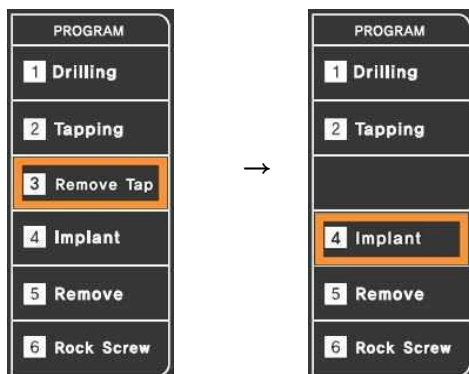 PROGRAM
1 Drilling
2 Tapping
3 Remove Tap
4 Implant
5 Remove
6 Rock Screw
→
PROGRAM
1 Drilling
2 Tapping
4 Implant
5 Remove
6 Rock Screw